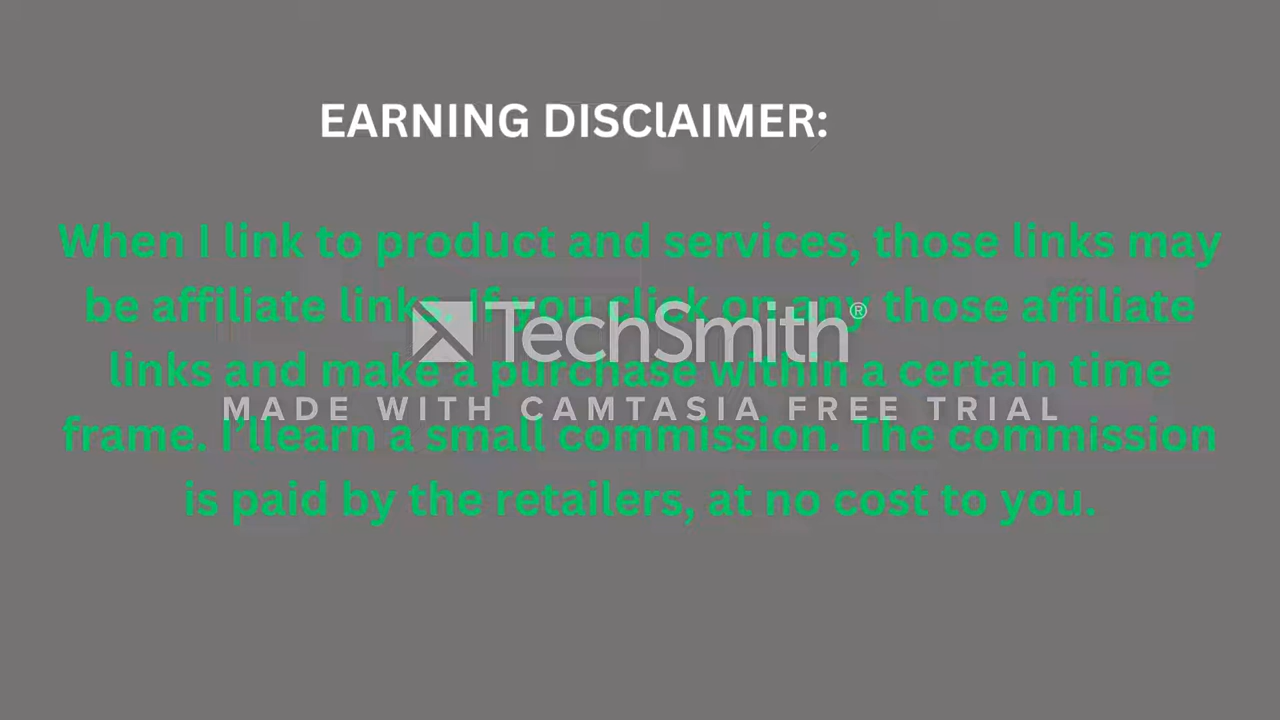 EARNING DISClAIMER:
When I link to product and services, those links may
be affiliate links. If you click on any those affiliate
TechSmith®
links and make a purchase within a certain time
MADE WITH CAMTASIA FREE TRIAL
frame. I'llearn a small commission. The commission
is paid by the retailers, at no cost to you.